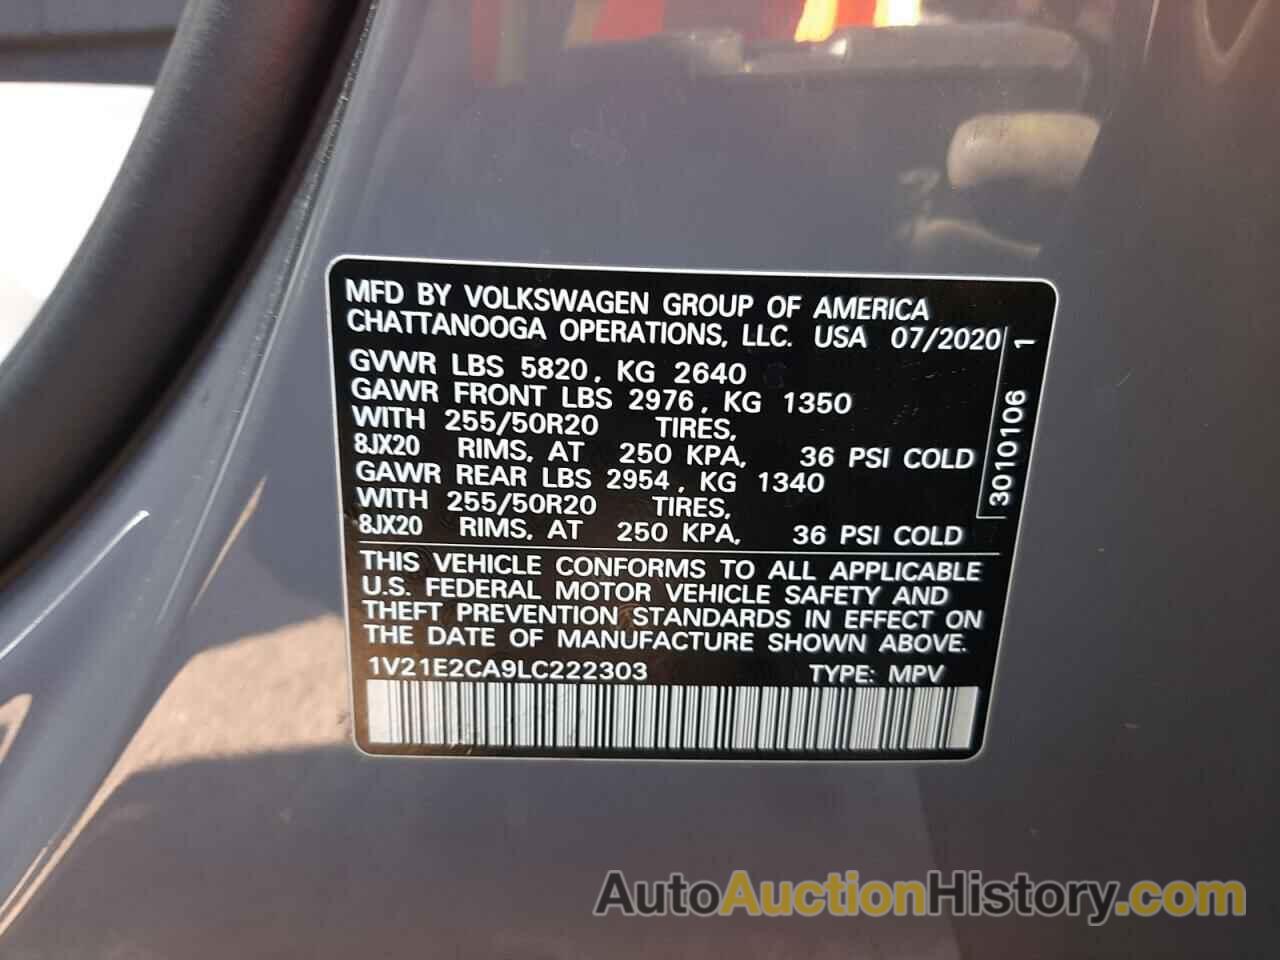 MFD BY VOLKSWAGEN GROUP OF AMERICA
CHATTANOOGA OPERATIONS, LLC. USA 07/2020
GVWR LBS 5820, KG 2640
GAWR FRONT LBS 2976, KG 1350
WITH 255/50R20 TIRES,
8JX20 RIMS, AT 250 KPA, 36 PSI COLD
GAWR REAR LBS 2954, KG 1340
WITH 255/50R20 TIRES,
8JX20 RIMS, AT 250 KPA, 36 PSI COLD
3010106 1
THIS VEHICLE CONFORMS TO ALL APPLICABLE
U.S. FEDERAL MOTOR VEHICLE SAFETY AND
THEFT PREVENTION STANDARDS IN EFFECT ON
THE DATE OF MANUFACTURE SHOWN ABOVE.
1V21E2CA9LC222303 TYPE: MPV
AutoAuctionHistory.com